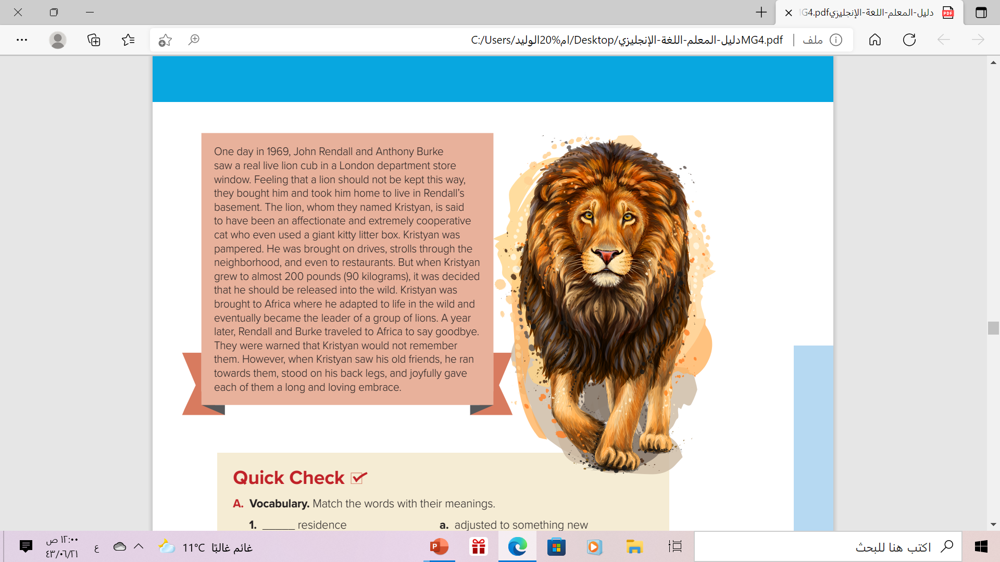 دليل-المعلم-اللغة-الإنجليزيMG4.pdf
ملف
C:/Users/ام%20الوليد/Desktop/دليل-المعلم-اللغة-الإنجليزيMG4.pdf
One day in 1969, John Rendall and Anthony Burke
saw a real live lion cub in a London department store
window. Feeling that a lion should not be kept this way,
they bought him and took him home to live in Rendall’s
basement. The lion, whom they named Kristyan, is said
to have been an affectionate and extremely cooperative
cat who even used a giant kitty litter box. Kristyan was
pampered. He was brought on drives, strolls through the
neighborhood, and even to restaurants. But when Kristyan
grew to almost 200 pounds (90 kilograms), it was decided
that he should be released into the wild. Kristyan was
brought to Africa where he adapted to life in the wild and
eventually became the leader of a group of lions. A year
later, Rendall and Burke traveled to Africa to say goodbye.
They were warned that Kristyan would not remember
them. However, when Kristyan saw his old friends, he ran
towards them, stood on his back legs, and joyfully gave
each of them a long and loving embrace.
Quick Check
A. Vocabulary. Match the words with their meanings.
1. _____ residence a. adjusted to something new
اكتب هنا للبحث
11°C غائم غالبًا
ع
١٢:٠٠ ص
٤٣/٠٦/٢١